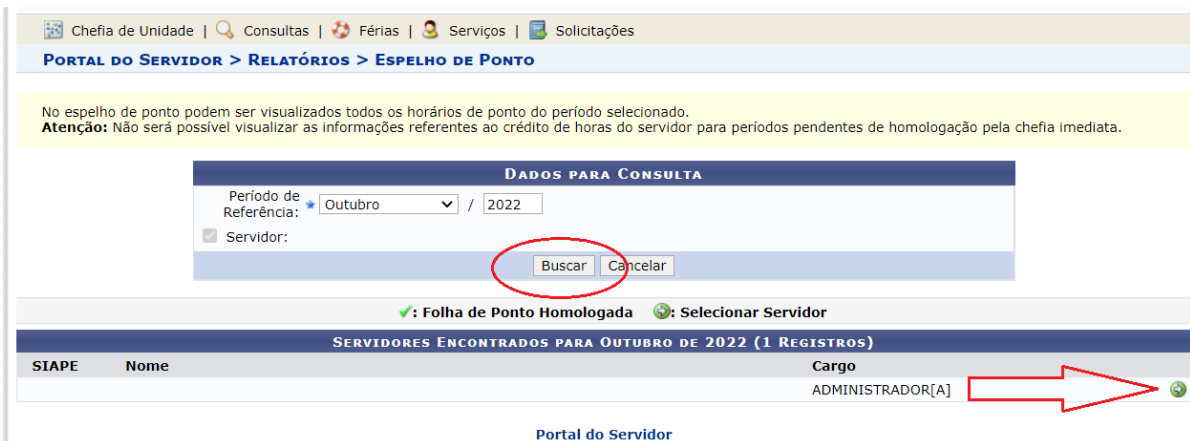 Chefia de Unidade | Consultas | Férias | Serviços | Solicitações
PORTAL DO SERVIDOR > RELATÓRIOS > ESPELHO DE PONTO
No espelho de ponto podem ser visualizados todos os horários de ponto do período selecionado.
Atenção: Não será possível visualizar as informações referentes ao crédito de horas do servidor para períodos pendentes de homologação pela chefia imediata.
DADOS PARA CONSULTA
Período de
Referência: Outubro / 2022
Servidor:
Buscar Cancelar
: Folha de Ponto Homologada : Selecionar Servidor
SERVIDORES ENCONTRADOS PARA OUTUBRO DE 2022 (1 REGISTROS)
SIAPE Nome Cargo
ADMINISTRADOR[A]
Portal do Servidor